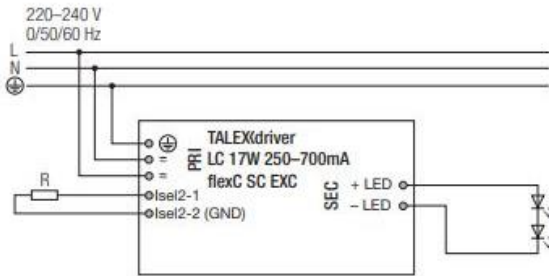 220–240 V
0/50/60 Hz
L
N
TALEXXdriver
LC 17W 250–700mA
flexC SC EXC
PRI
=
=
R
Isel2-1
Isel2-2 (GND)
SEC
+ LED
– LED